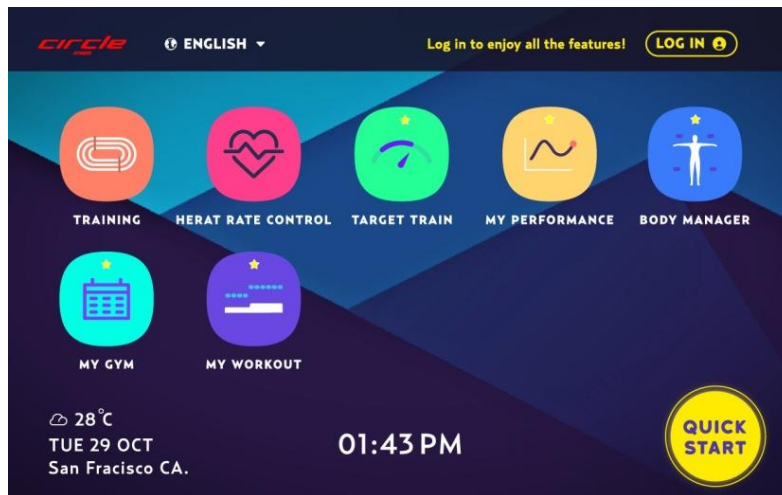 circle
ENGLISH
Log in to enjoy all the features!
LOG IN
TRAINING
HERAT RATE CONTROL
TARGET TRAIN
MY PERFORMANCE
BODY MANAGER
MY GYM
MY WORKOUT
28°C
TUE 29 OCT
San Fracisco CA.
01:43 PM
QUICK
START